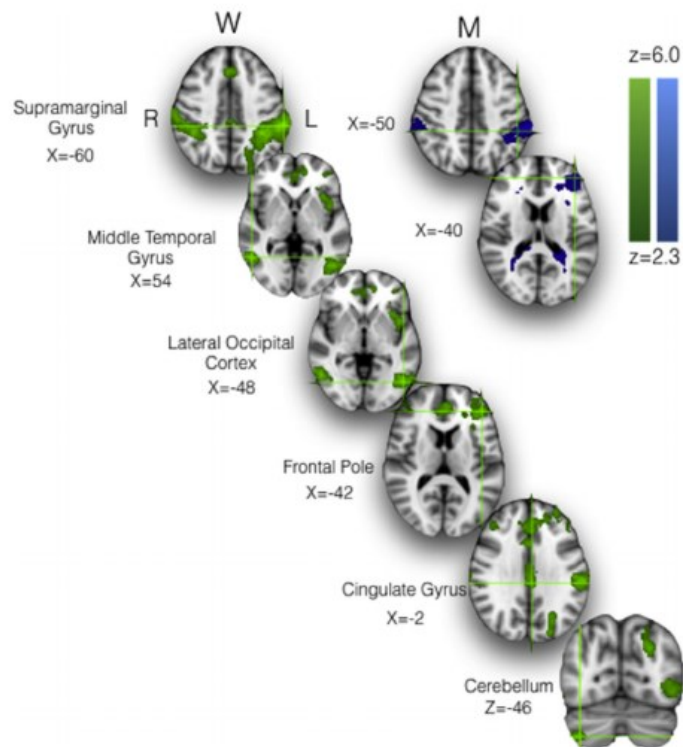 W
M
z=6.0
Supramarginal
Gyrus
X=-60
R
L
X=-50
X=-40
z=2.3
Middle Temporal
Gyrus
X=54
Lateral Occipital
Cortex
X=-48
Frontal Pole
X=-42
Cingulate Gyrus
X=-2
Cerebellum
Z=-46